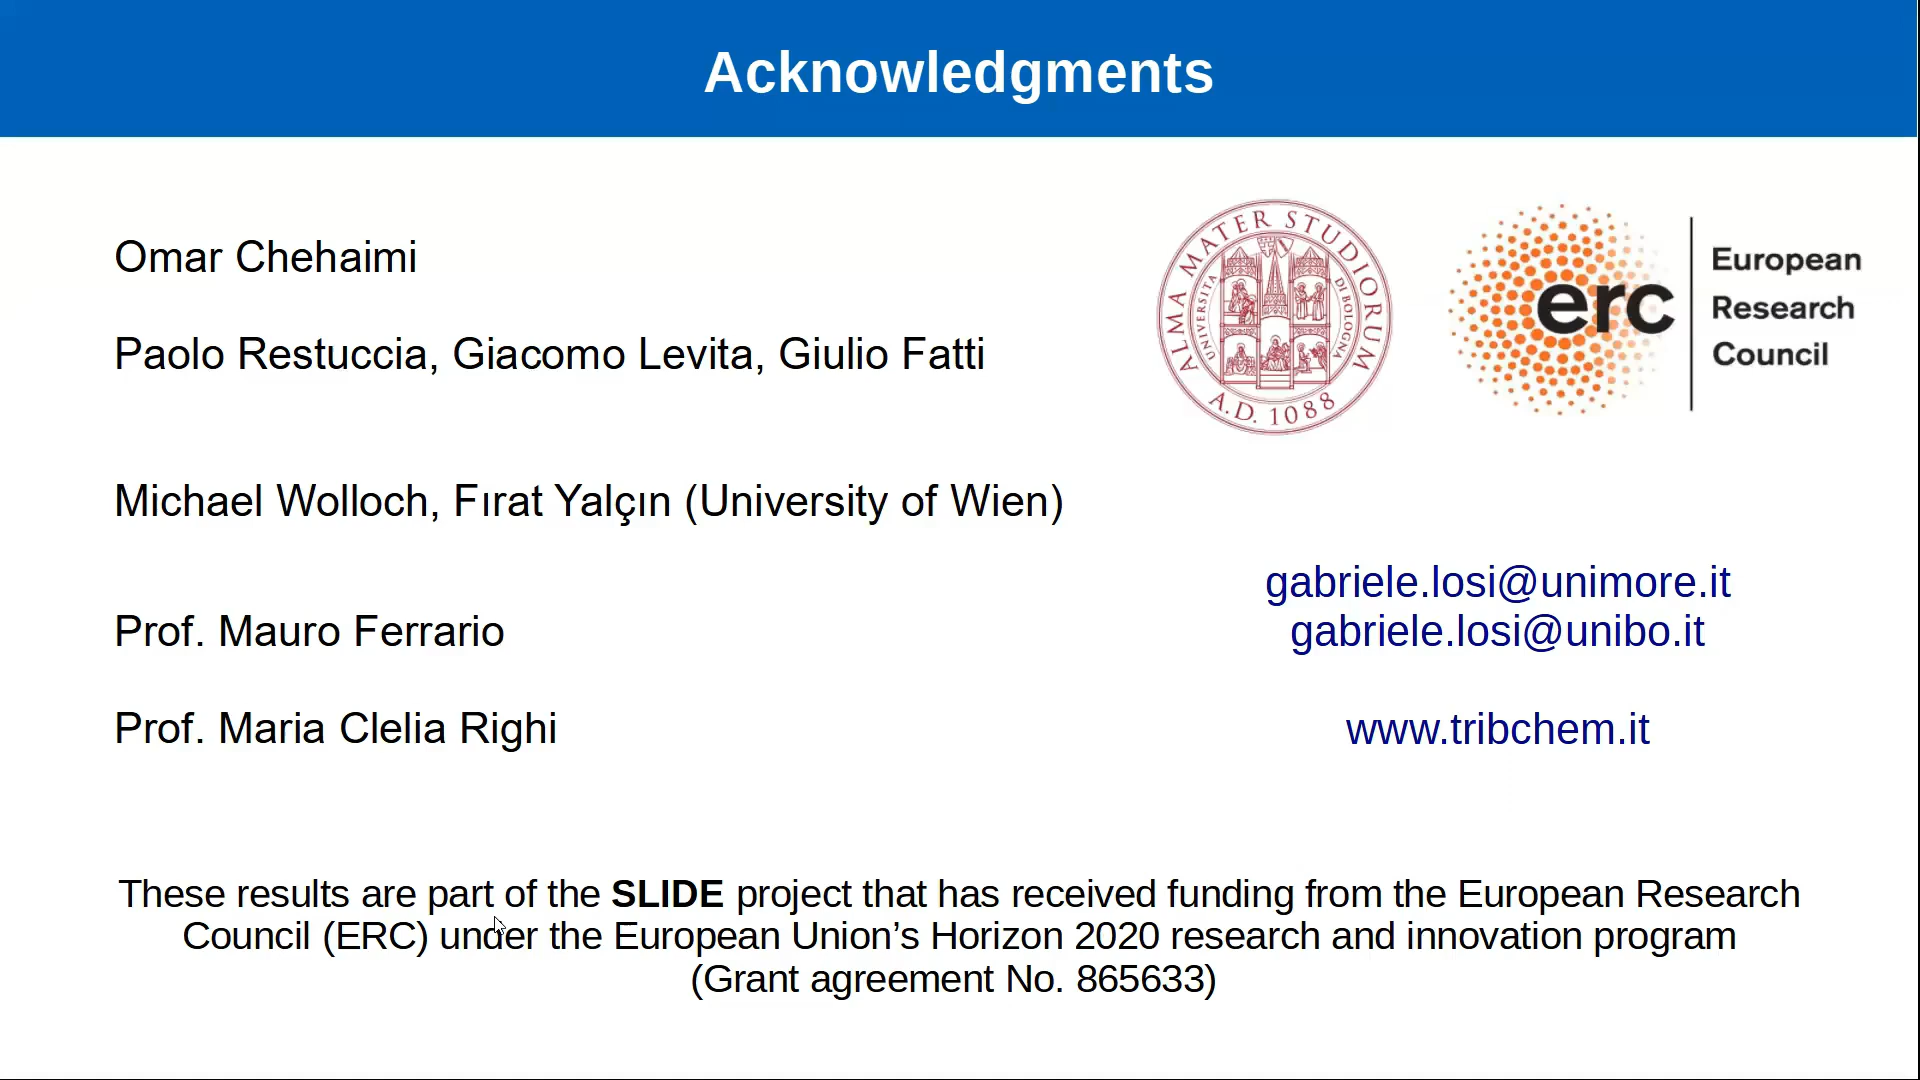 Acknowledgments
Omar Chehaimi
Paolo Restuccia, Giacomo Levita, Giulio Fatti
Michael Wolloch, Fırat Yalçın (University of Wien)
Prof. Mauro Ferrario
Prof. Maria Clelia Righi
ALMA MATER STUDIORUM
UNIVERSITA DI BOLOGNA
A.D. 1088
erc
European
Research
Council
gabriele.losi@unimore.it
gabriele.losi@unibo.it
www.tribchem.it
These results are part of the SLIDE project that has received funding from the European Research
Council (ERC) under the European Union’s Horizon 2020 research and innovation program
(Grant agreement No. 865633)